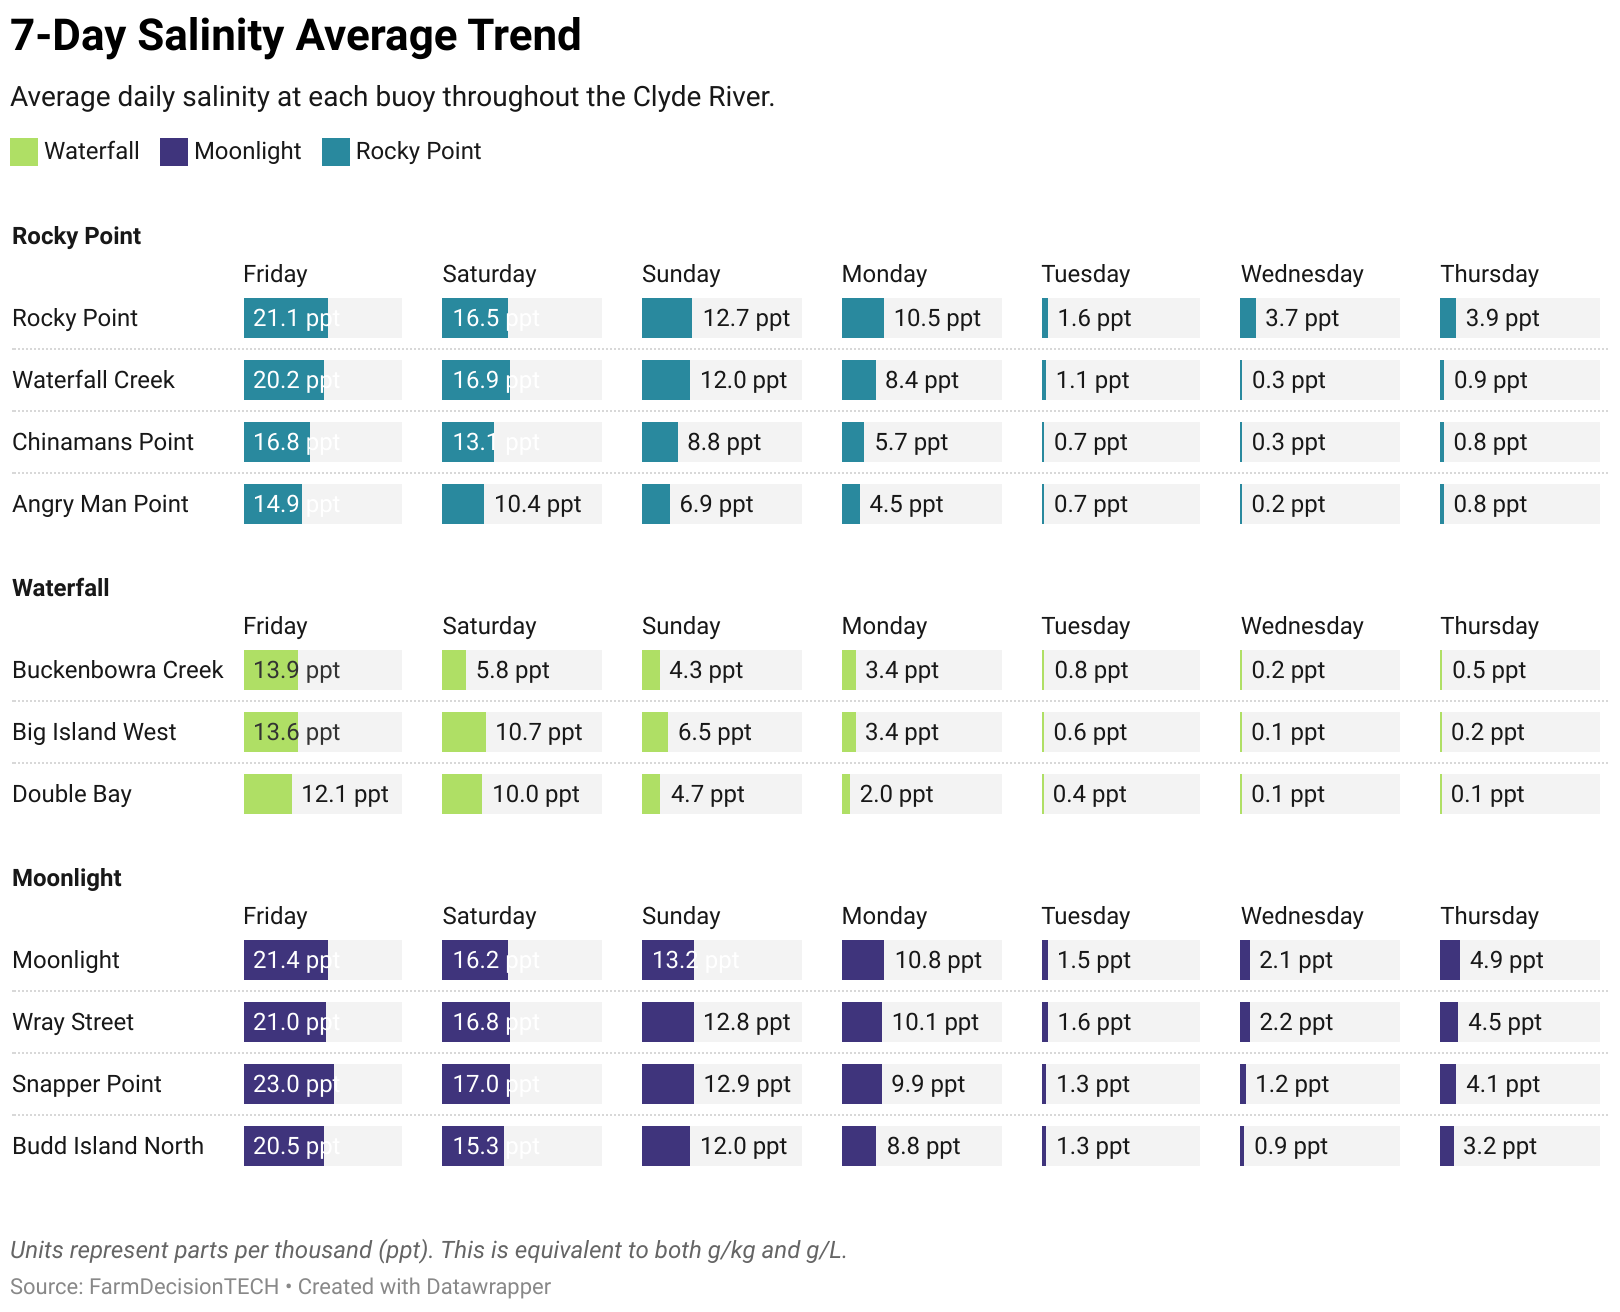 7-Day Salinity Average Trend
Average daily salinity at each buoy throughout the Clyde River.
Waterfall Moonlight Rocky Point
Rocky Point
Friday Saturday Sunday Monday Tuesday Wednesday Thursday
Rocky Point 21.1 ppt 16.5 ppt 12.7 ppt 10.5 ppt 1.6 ppt 3.7 ppt 3.9 ppt
Waterfall Creek 20.2 ppt 16.9 ppt 12.0 ppt 8.4 ppt 1.1 ppt 0.3 ppt 0.9 ppt
Chinamans Point 16.8 ppt 13.1 ppt 8.8 ppt 5.7 ppt 0.7 ppt 0.3 ppt 0.8 ppt
Angry Man Point 14.9 ppt 10.4 ppt 6.9 ppt 4.5 ppt 0.7 ppt 0.2 ppt 0.8 ppt
Waterfall
Friday Saturday Sunday Monday Tuesday Wednesday Thursday
Buckenbowra Creek 13.9 ppt 5.8 ppt 4.3 ppt 3.4 ppt 0.8 ppt 0.2 ppt 0.5 ppt
Big Island West 13.6 ppt 10.7 ppt 6.5 ppt 3.4 ppt 0.6 ppt 0.1 ppt 0.2 ppt
Double Bay 12.1 ppt 10.0 ppt 4.7 ppt 2.0 ppt 0.4 ppt 0.1 ppt 0.1 ppt
Moonlight
Friday Saturday Sunday Monday Tuesday Wednesday Thursday
Moonlight 21.4 ppt 16.2 ppt 13.2 ppt 10.8 ppt 1.5 ppt 2.1 ppt 4.9 ppt
Wray Street 21.0 ppt 16.8 ppt 12.8 ppt 10.1 ppt 1.6 ppt 2.2 ppt 4.5 ppt
Snapper Point 23.0 ppt 17.0 ppt 12.9 ppt 9.9 ppt 1.3 ppt 1.2 ppt 4.1 ppt
Budd Island North 20.5 ppt 15.3 ppt 12.0 ppt 8.8 ppt 1.3 ppt 0.9 ppt 3.2 ppt
Units represent parts per thousand (ppt). This is equivalent to both g/kg and g/L.
Source: FarmDecisionTECH • Created with Datawrapper